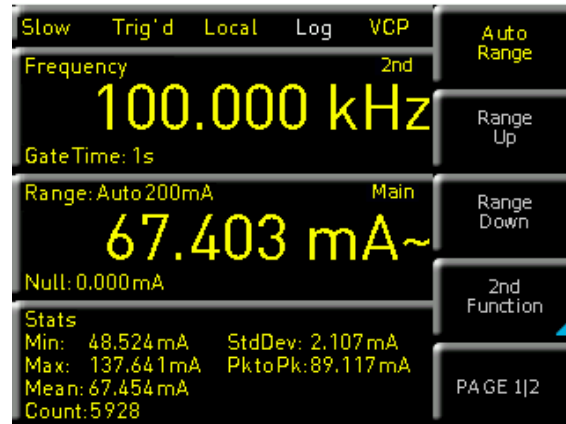 Slow Trig'd Local Log VCP
Frequency 2nd
100.000 kHz
GateTime: 1s
Range: Auto 200mA Main
67.403 mA~
Null: 0.000mA
Stats
Min: 48.524mA StdDev: 2.107mA
Max: 137.641mA PktoPk: 89.117mA
Mean: 67.454mA
Count: 5928
Auto
Range
Range
Up
Range
Down
2nd
Function
PAGE 1|2